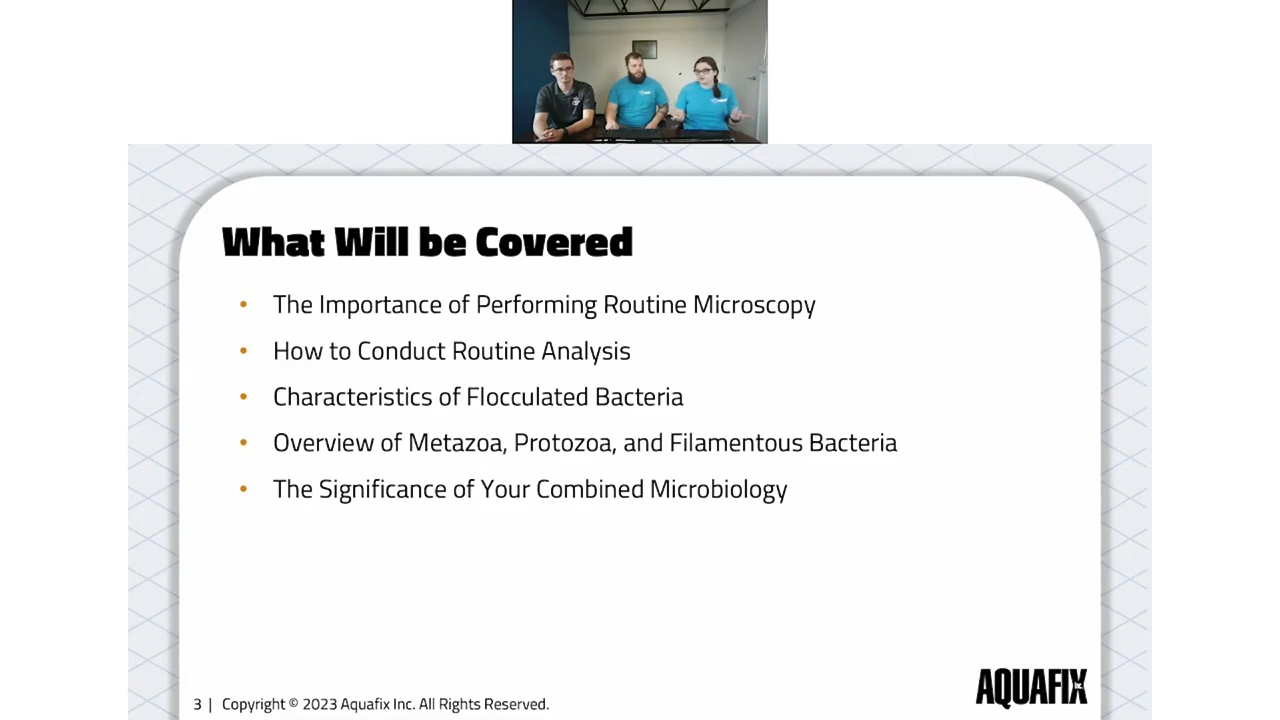 What Will be Covered
• The Importance of Performing Routine Microscopy
• How to Conduct Routine Analysis
• Characteristics of Flocculated Bacteria
• Overview of Metazoa, Protozoa, and Filamentous Bacteria
• The Significance of Your Combined Microbiology
3 | Copyright © 2023 Aquafix Inc. All Rights Reserved.
AQUAFIX